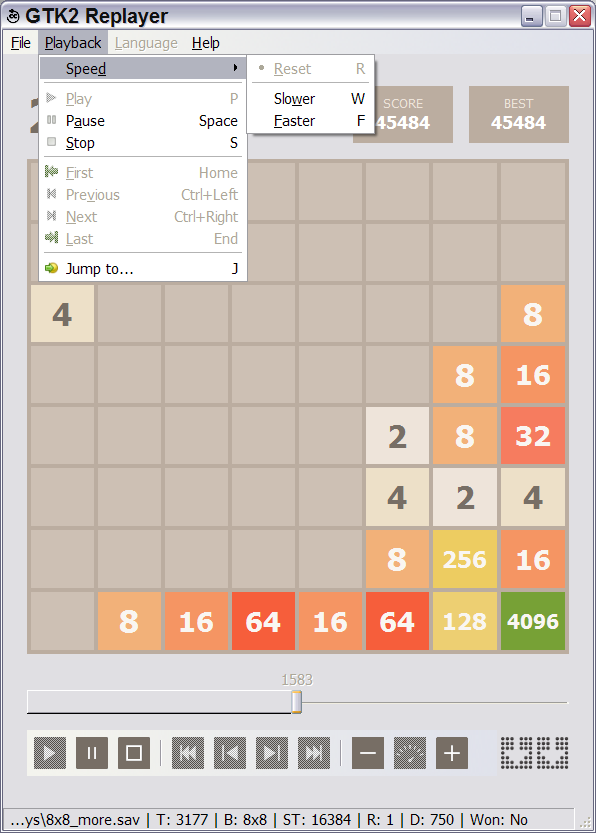 GTK2 Replayer
File Playback Language Help
Speed
Reset R
Slower W
Faster F
Play P
Pause Space
Stop S
First Home
Previous Ctrl+Left
Next Ctrl+Right
Last End
Jump to... J
SCORE
45484
BEST
45484
4 8
8 16
2 8 32
4 2 4
8 256 16
8 16 64 16 64 128 4096
1583
...ys\8x8_more.sav | T: 3177 | B: 8x8 | ST: 16384 | R: 1 | D: 750 | Won: No